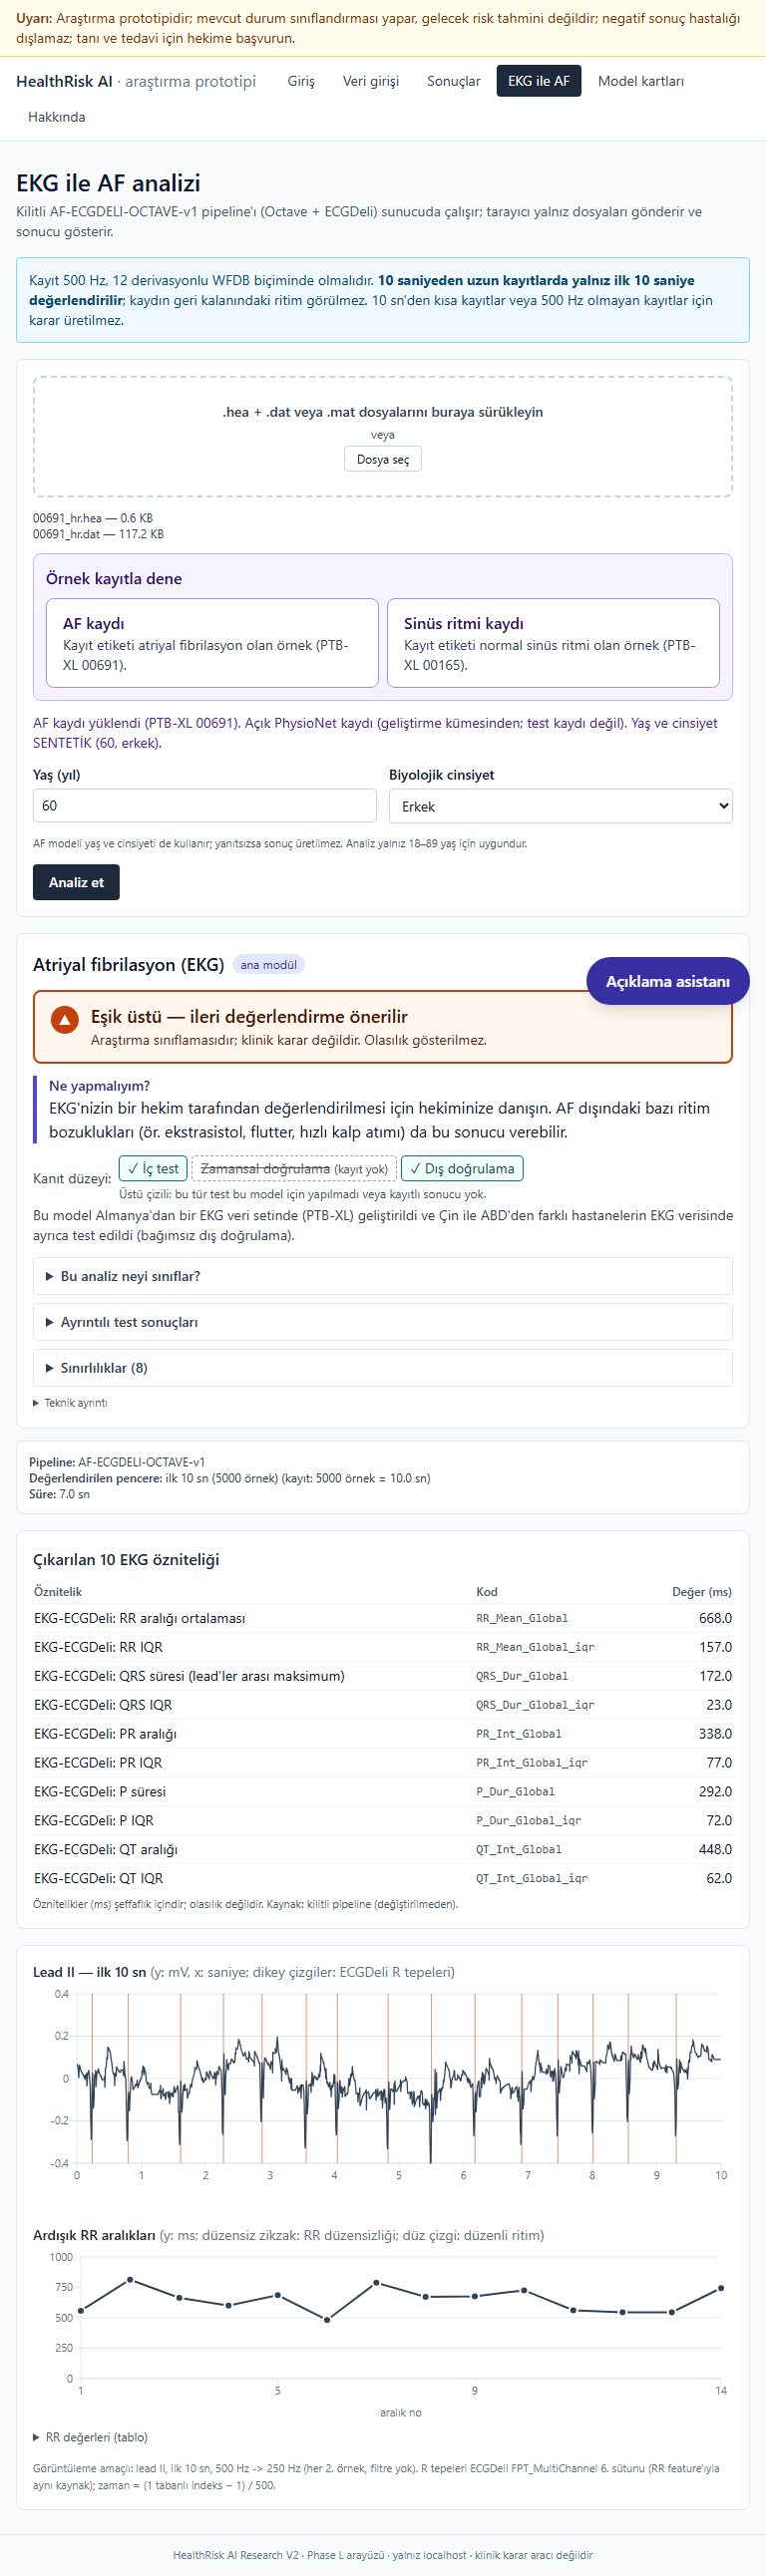 Uyarı: Araştırma prototipidir; mevcut durum sınıflandırması yapar, gelecek risk tahmini değildir; negatif sonuç hastalığı
dışlamaz; tanı ve tedavi için hekime başvurun.
HealthRisk AI · araştırma prototipi
Giriş
Veri girişi
Sonuçlar
EKG ile AF
Model kartları
Hakkında
EKG ile AF analizi
Kilitli AF-ECGDELI-OCTAVE-v1 pipeline'ı (Octave + ECGDeli) sunucuda çalışır; tarayıcı yalnız dosyaları gönderir ve
sonucu gösterir.
Kayıt 500 Hz, 12 derivasyonlu WFDB biçiminde olmalıdır. 10 saniyeden uzun kayıtlarda yalnız ilk 10 saniye
değerlendirilir; kaydın geri kalanındaki ritim görülmez. 10 sn'den kısa kayıtlar veya 500 Hz olmayan kayıtlar için
karar üretilmez.
.hea + .dat veya .mat dosyalarını buraya sürükleyin
veya
Dosya seç
00691_hr.hea — 0.6 KB
00691_hr.dat — 117.2 KB
Örnek kayıtla dene
AF kaydı
Kayıt etiketi atriyal fibrilasyon olan örnek (PTB-
XL 00691).
Sinüs ritmi kaydı
Kayıt etiketi normal sinüs ritmi olan örnek (PTB-
XL 00165).
AF kaydı yüklendi (PTB-XL 00691). Açık PhysioNet kaydı (geliştirme kümesinden; test kaydı değil). Yaş ve cinsiyet
SENTETİK (60, erkek).
Yaş (yıl)
60
Biyolojik cinsiyet
Erkek
AF modeli yaş ve cinsiyeti de kullanır; yanıtsızsa sonuç üretilmez. Analiz yalnız 18–89 yaş için uygundur.
Analiz et
Atriyal fibrilasyon (EKG) ana modül
Açıklama asistanı
Eşik üstü — ileri değerlendirme önerilir
Araştırma sınıflamasıdır; klinik karar değildir. Olasılık gösterilmez.
Ne yapmalıyım?
EKG'nizin bir hekim tarafından değerlendirilmesi için hekiminize danışın. AF dışındaki bazı ritim
bozuklukları (ör. ekstrasistol, flutter, hızlı kalp atımı) da bu sonucu verebilir.
Kanıt düzeyi: ✓ İç test Zamansal doğrulama (kayıt yok) ✓ Dış doğrulama
Üstü çizili: bu tür test bu model için yapılmadı veya kayıtlı sonucu yok.
Bu model Almanya'dan bir EKG veri setinde (PTB-XL) geliştirildi ve Çin ile ABD'den farklı hastanelerin EKG verisinde
ayrıca test edildi (bağımsız dış doğrulama).
▶ Bu analiz neyi sınıflar?
▶ Ayrıntılı test sonuçları
▶ Sınırlılıklar (8)
▶ Teknik ayrıntı
Pipeline: AF-ECGDELI-OCTAVE-v1
Değerlendirilen pencere: ilk 10 sn (5000 örnek) (kayıt: 5000 örnek = 10.0 sn)
Süre: 7.0 sn
Çıkarılan 10 EKG özniteliği
Öznitelik Kod Değer (ms)
EKG-ECGDeli: RR aralığı ortalaması RR_Mean_Global 668.0
EKG-ECGDeli: RR IQR RR_Mean_Global_iqr 157.0
EKG-ECGDeli: QRS süresi (lead'ler arası maksimum) QRS_Dur_Global 172.0
EKG-ECGDeli: QRS IQR QRS_Dur_Global_iqr 23.0
EKG-ECGDeli: PR aralığı PR_Int_Global 338.0
EKG-ECGDeli: PR IQR PR_Int_Global_iqr 77.0
EKG-ECGDeli: P süresi P_Dur_Global 292.0
EKG-ECGDeli: P IQR P_Dur_Global_iqr 72.0
EKG-ECGDeli: QT aralığı QT_Int_Global 448.0
EKG-ECGDeli: QT IQR QT_Int_Global_iqr 62.0
Öznitelikler (ms) şeffaflık içindir; olasılık değildir. Kaynak: kilitli pipeline (değiştirilmeden).
Lead II — ilk 10 sn (y: mV, x: saniye; dikey çizgiler: ECGDeli R tepeleri)
0.4
0.2
0
-0.2
-0.4
0 1 2 3 4 5 6 7 8 9 10
Ardışık RR aralıkları (y: ms; düzensiz zikzak: RR düzensizliği; düz çizgi: düzenli ritim)
1000
750
500
250
0
1 5 9 14
aralık no
▶ RR değerleri (tablo)
Görüntüleme amaçlı: lead II, ilk 10 sn, 500 Hz -> 250 Hz (her 2. örnek, filtre yok). R tepeleri ECGDeli FPT_MultiChannel 6. sütunu (RR feature'ıyla
aynı kaynak); zaman = (1 tabanlı indeks − 1) / 500.
HealthRisk AI Research V2 · Phase L arayüzü · yalnız localhost · klinik karar aracı değildir